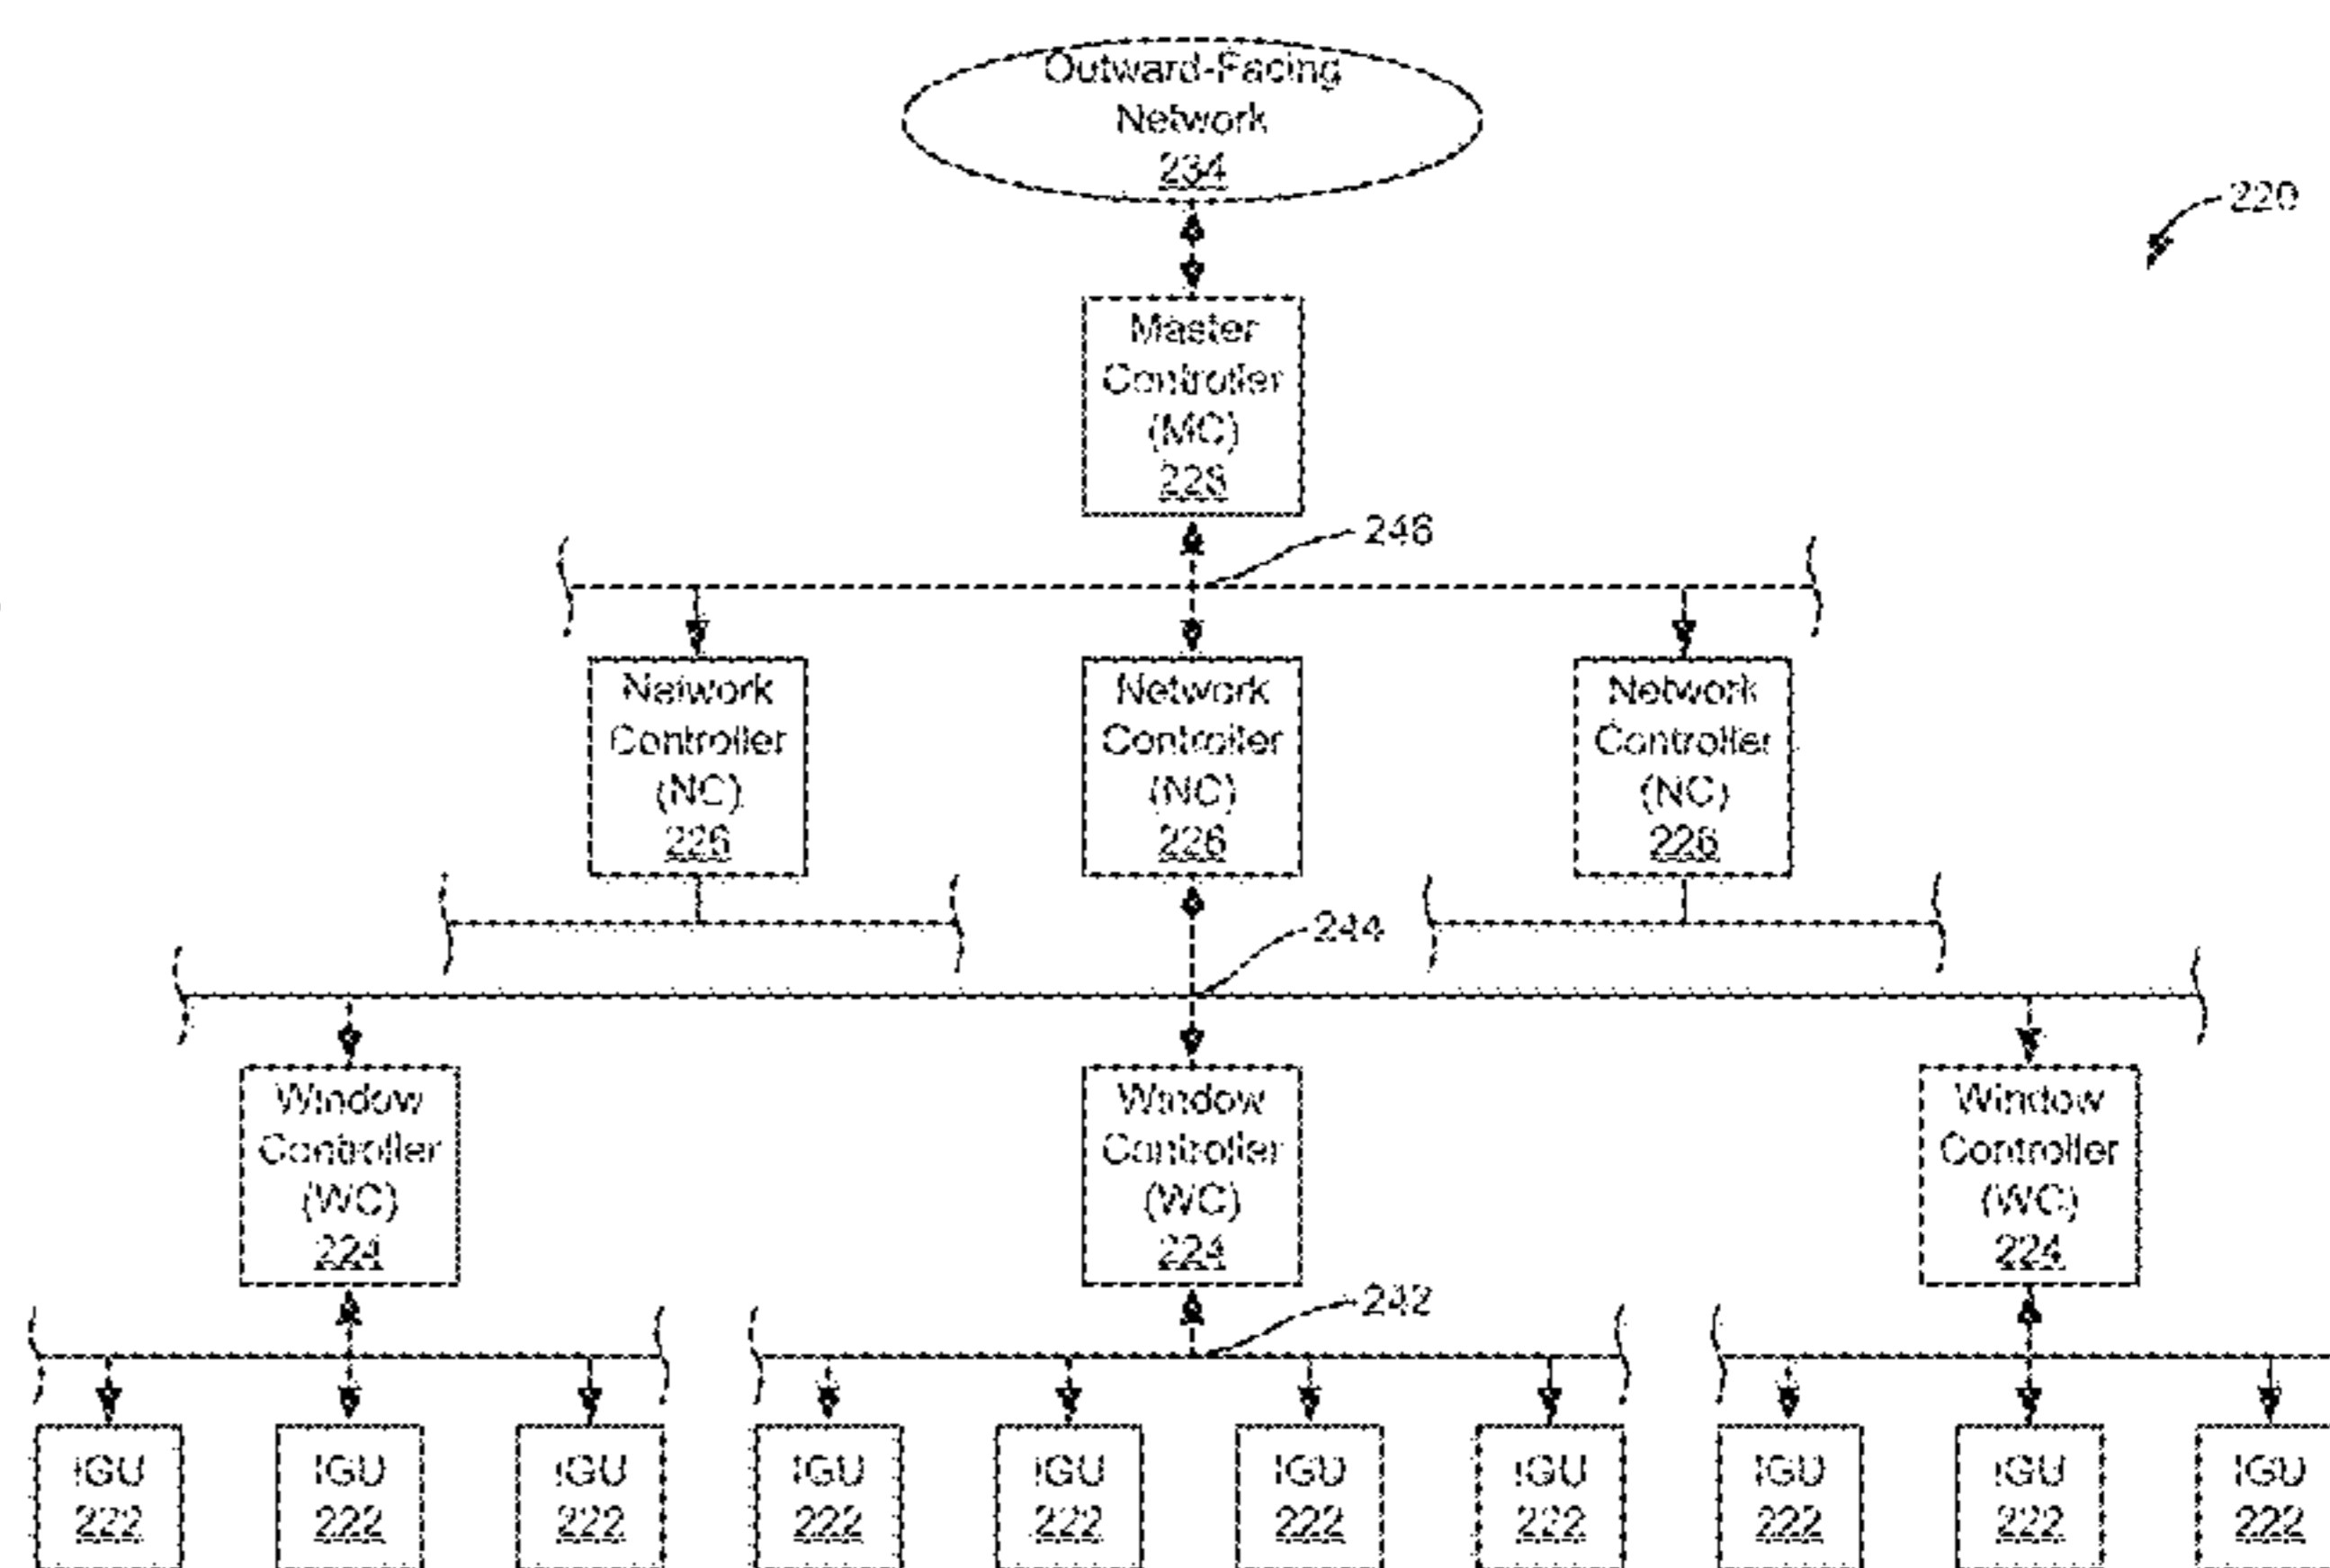 Outward-Facing
Network
234
220
Master
Controller
(MC)
228
246
Network
Controller
(NC)
226
Network
Controller
(NC)
226
Network
Controller
(NC)
226
244
Window
Controller
(WC)
224
Window
Controller
(WC)
224
Window
Controller
(WC)
224
242
IGU
222
IGU
222
IGU
222
IGU
222
IGU
222
IGU
222
IGU
222
IGU
222
IGU
222
IGU
222